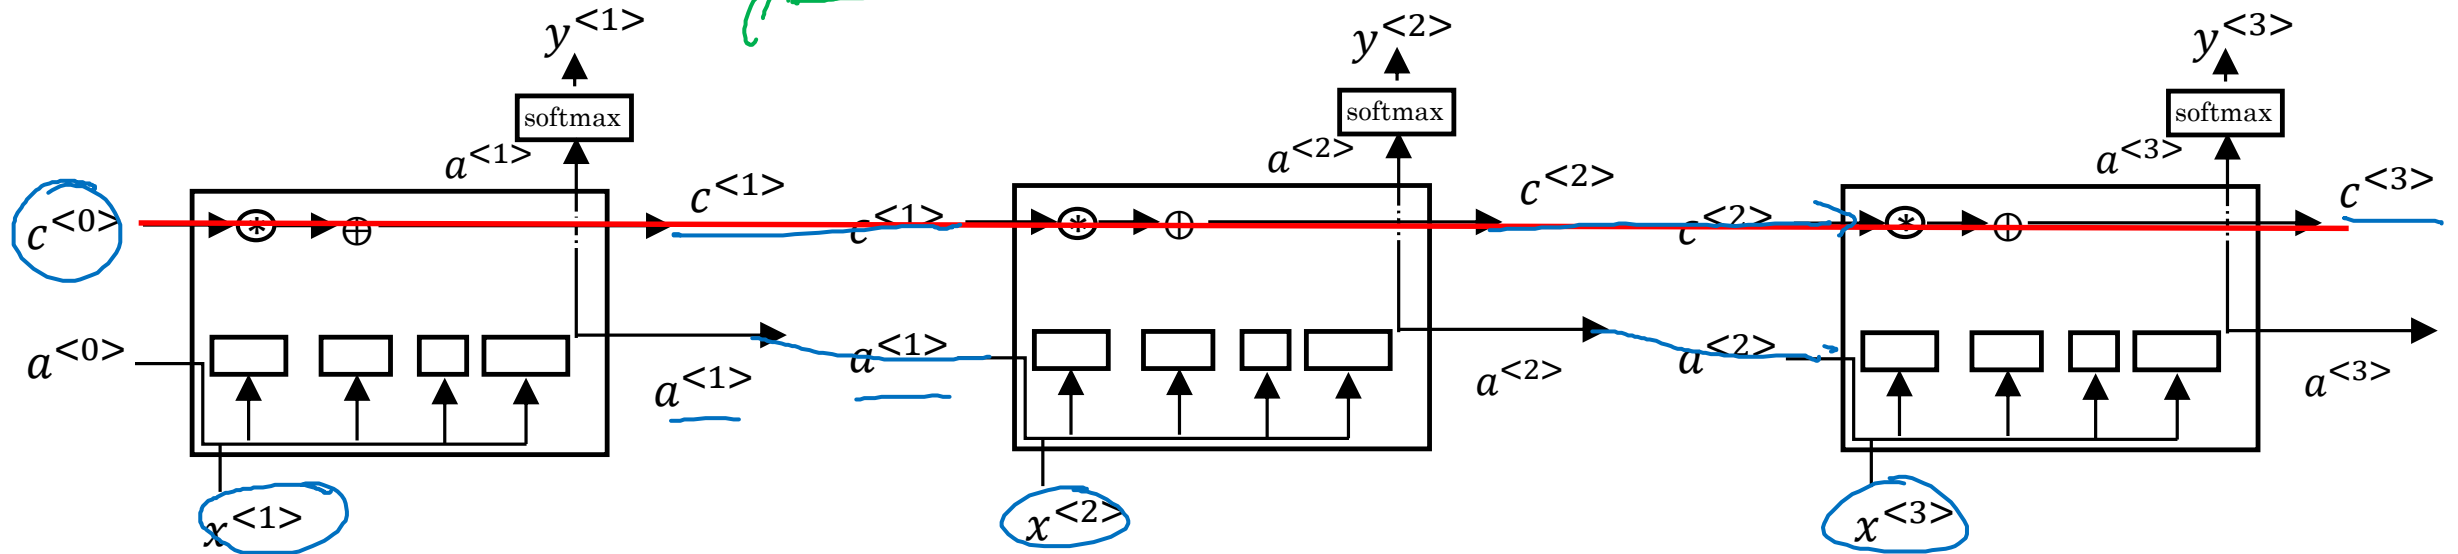 y<1> y<2> y<3>
softmax softmax softmax
a<1> a<2> a<3>
c<0> c<1> c<1> c<2> c<2> c<3>
* ⊕ * ⊕ * ⊕
a<0> a<1> a<1> a<2> a<2> a<3>
x<1> x<2> x<3>